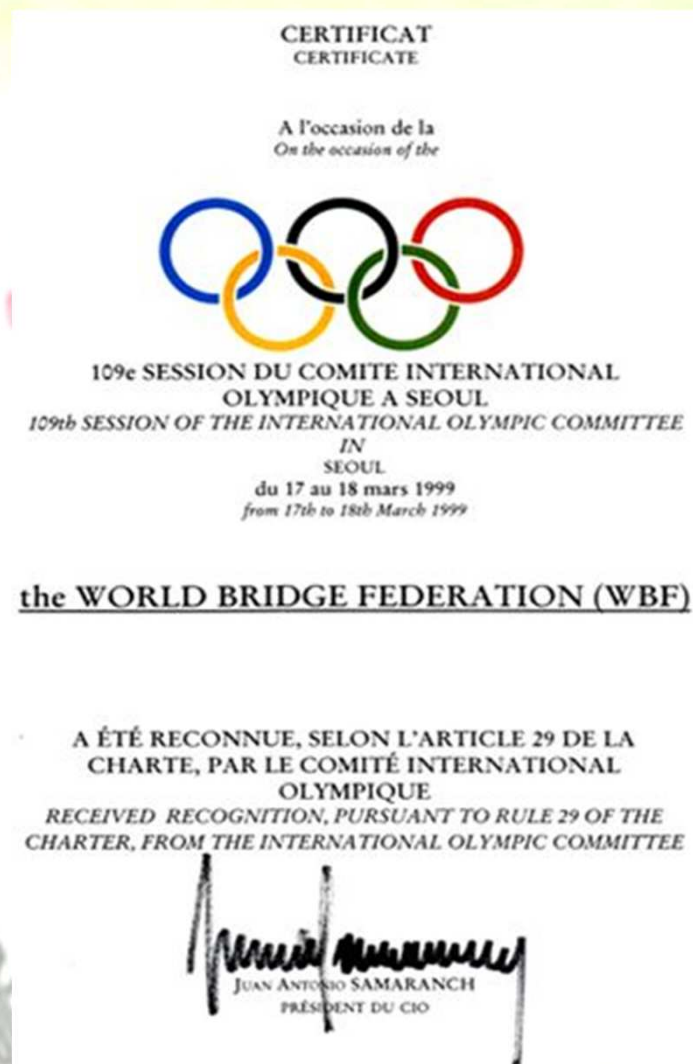 CERTIFICAT
CERTIFICATE
A l'occasion de la
On the occasion of the
109e SESSION DU COMITE INTERNATIONAL
OLYMPIQUE A SEOUL
109th SESSION OF THE INTERNATIONAL OLYMPIC COMMITTEE
IN
SEOUL
du 17 au 18 mars 1999
from 17th to 18th March 1999
the WORLD BRIDGE FEDERATION (WBF)
A ÉTÉ RECONNUE, SELON L'ARTICLE 29 DE LA
CHARTE, PAR LE COMITÉ INTERNATIONAL
OLYMPIQUE
RECEIVED RECOGNITION, PURSUANT TO RULE 29 OF THE
CHARTER, FROM THE INTERNATIONAL OLYMPIC COMMITTEE
JUAN ANTONIO SAMARANCH
PRÉSIDENT DU CIO